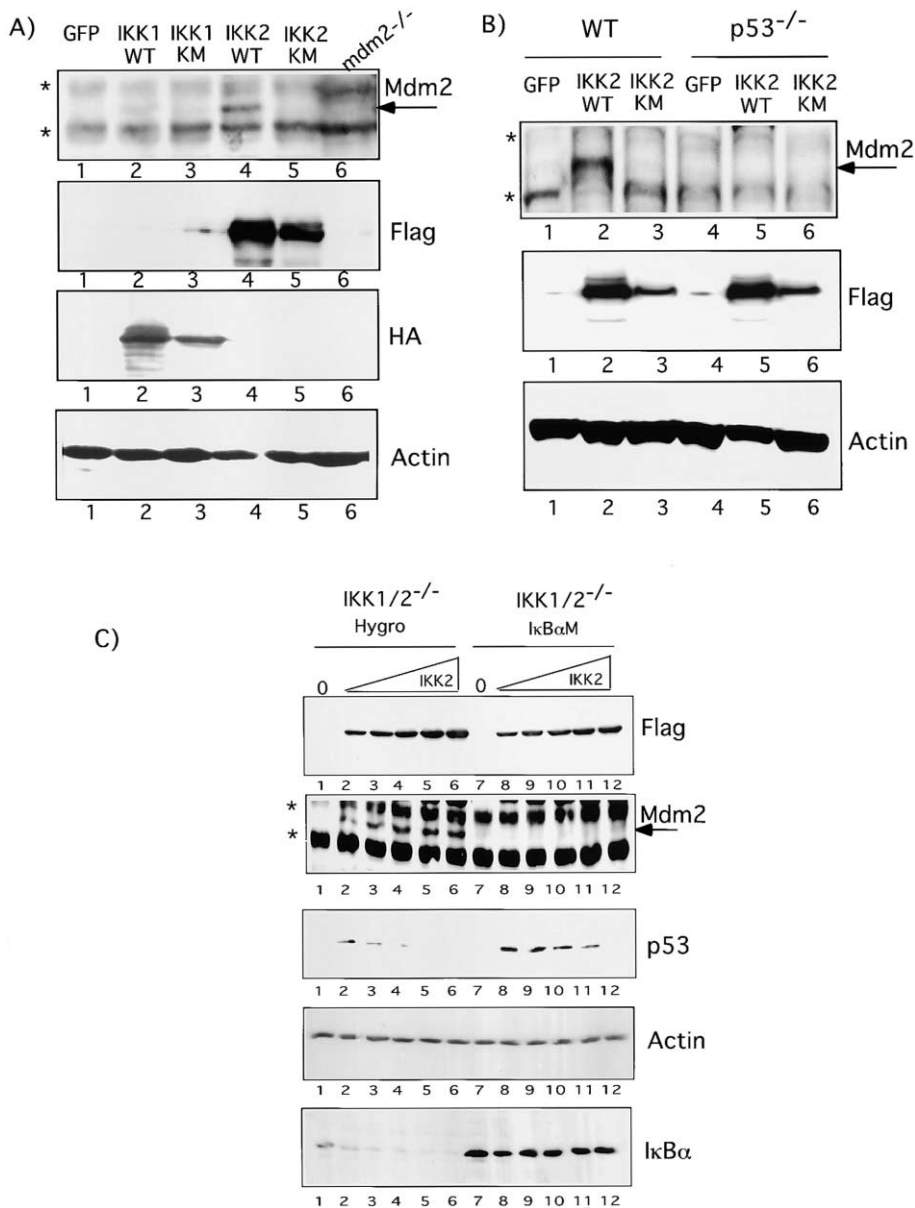 A)
GFP IKK1 WT IKK1 KM IKK2 WT IKK2 KM mdm2-/-
* Mdm2
*
1 2 3 4 5 6
Flag
1 2 3 4 5 6
HA
1 2 3 4 5 6
Actin
1 2 3 4 5 6
B)
WT p53-/-
GFP IKK2 WT IKK2 KM GFP IKK2 WT IKK2 KM
* Mdm2
*
1 2 3 4 5 6
Flag
1 2 3 4 5 6
Actin
1 2 3 4 5 6
C)
IKK1/2-/- IKK1/2-/-
Hygro IκBαM
0 IKK2 0 IKK2
Flag
1 2 3 4 5 6 7 8 9 10 11 12
* Mdm2
*
1 2 3 4 5 6 7 8 9 10 11 12
p53
1 2 3 4 5 6 7 8 9 10 11 12
Actin
1 2 3 4 5 6 7 8 9 10 11 12
IκBα
1 2 3 4 5 6 7 8 9 10 11 12